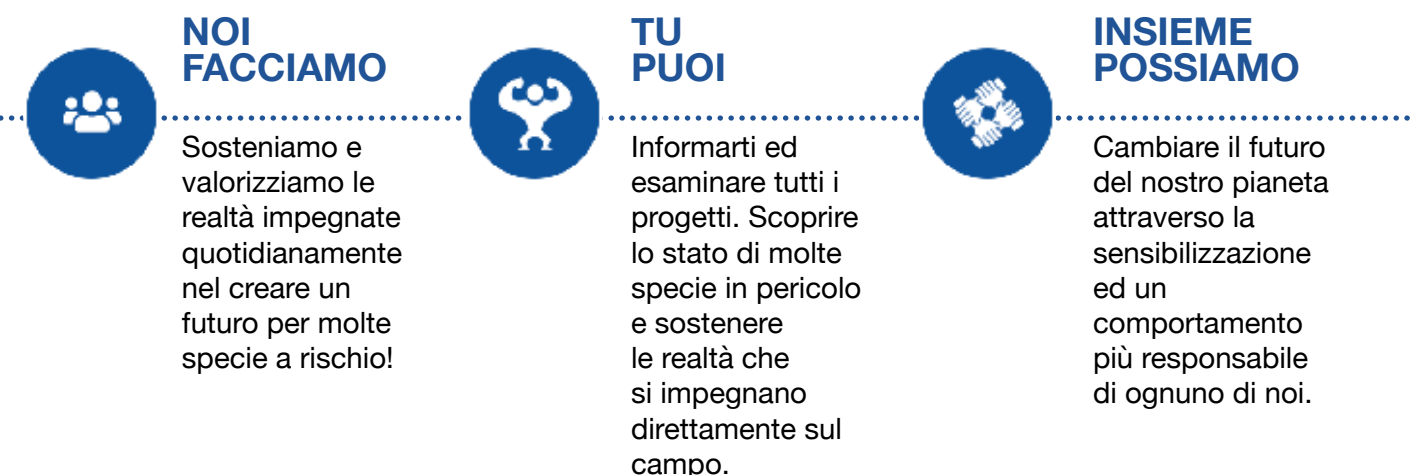 NOI
FACCIAMO
Sosteniamo e
valorizziamo le
realtà impegnate
quotidianamente
nel creare un
futuro per molte
specie a rischio!
TU
PUOI
Informarti ed
esaminare tutti i
progetti. Scoprire
lo stato di molte
specie in pericolo
e sostenere
le realtà che
si impegnano
direttamente sul
campo.
INSIEME
POSSIAMO
Cambiare il futuro
del nostro pianeta
attraverso la
sensibilizzazione
ed un
comportamento
più responsabile
di ognuno di noi.